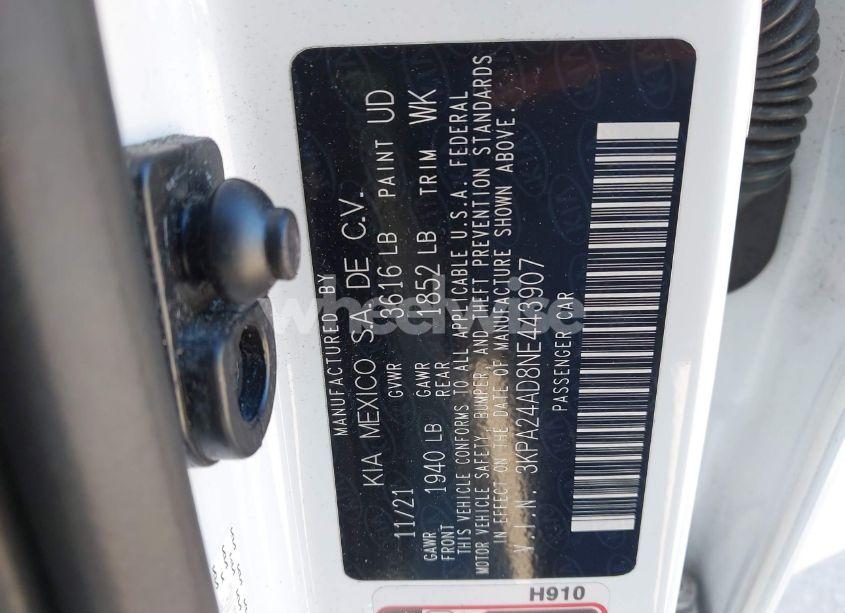 MANUFACTURED BY
KIA MEXICO S.A. DE C.V.
11/21 GVWR 3616 LB PAINT UD
GAWR FRONT 1940 LB GAWR REAR 1852 LB TRIM WK
THIS VEHICLE CONFORMS TO ALL APPLICABLE U.S.A. FEDERAL
MOTOR VEHICLE SAFETY, BUMPER, AND THEFT PREVENTION STANDARDS
IN EFFECT ON THE DATE OF MANUFACTURE SHOWN ABOVE.
V.I.N. 3KPA24AD8NE443907
PASSENGER CAR
H910
wheelwise